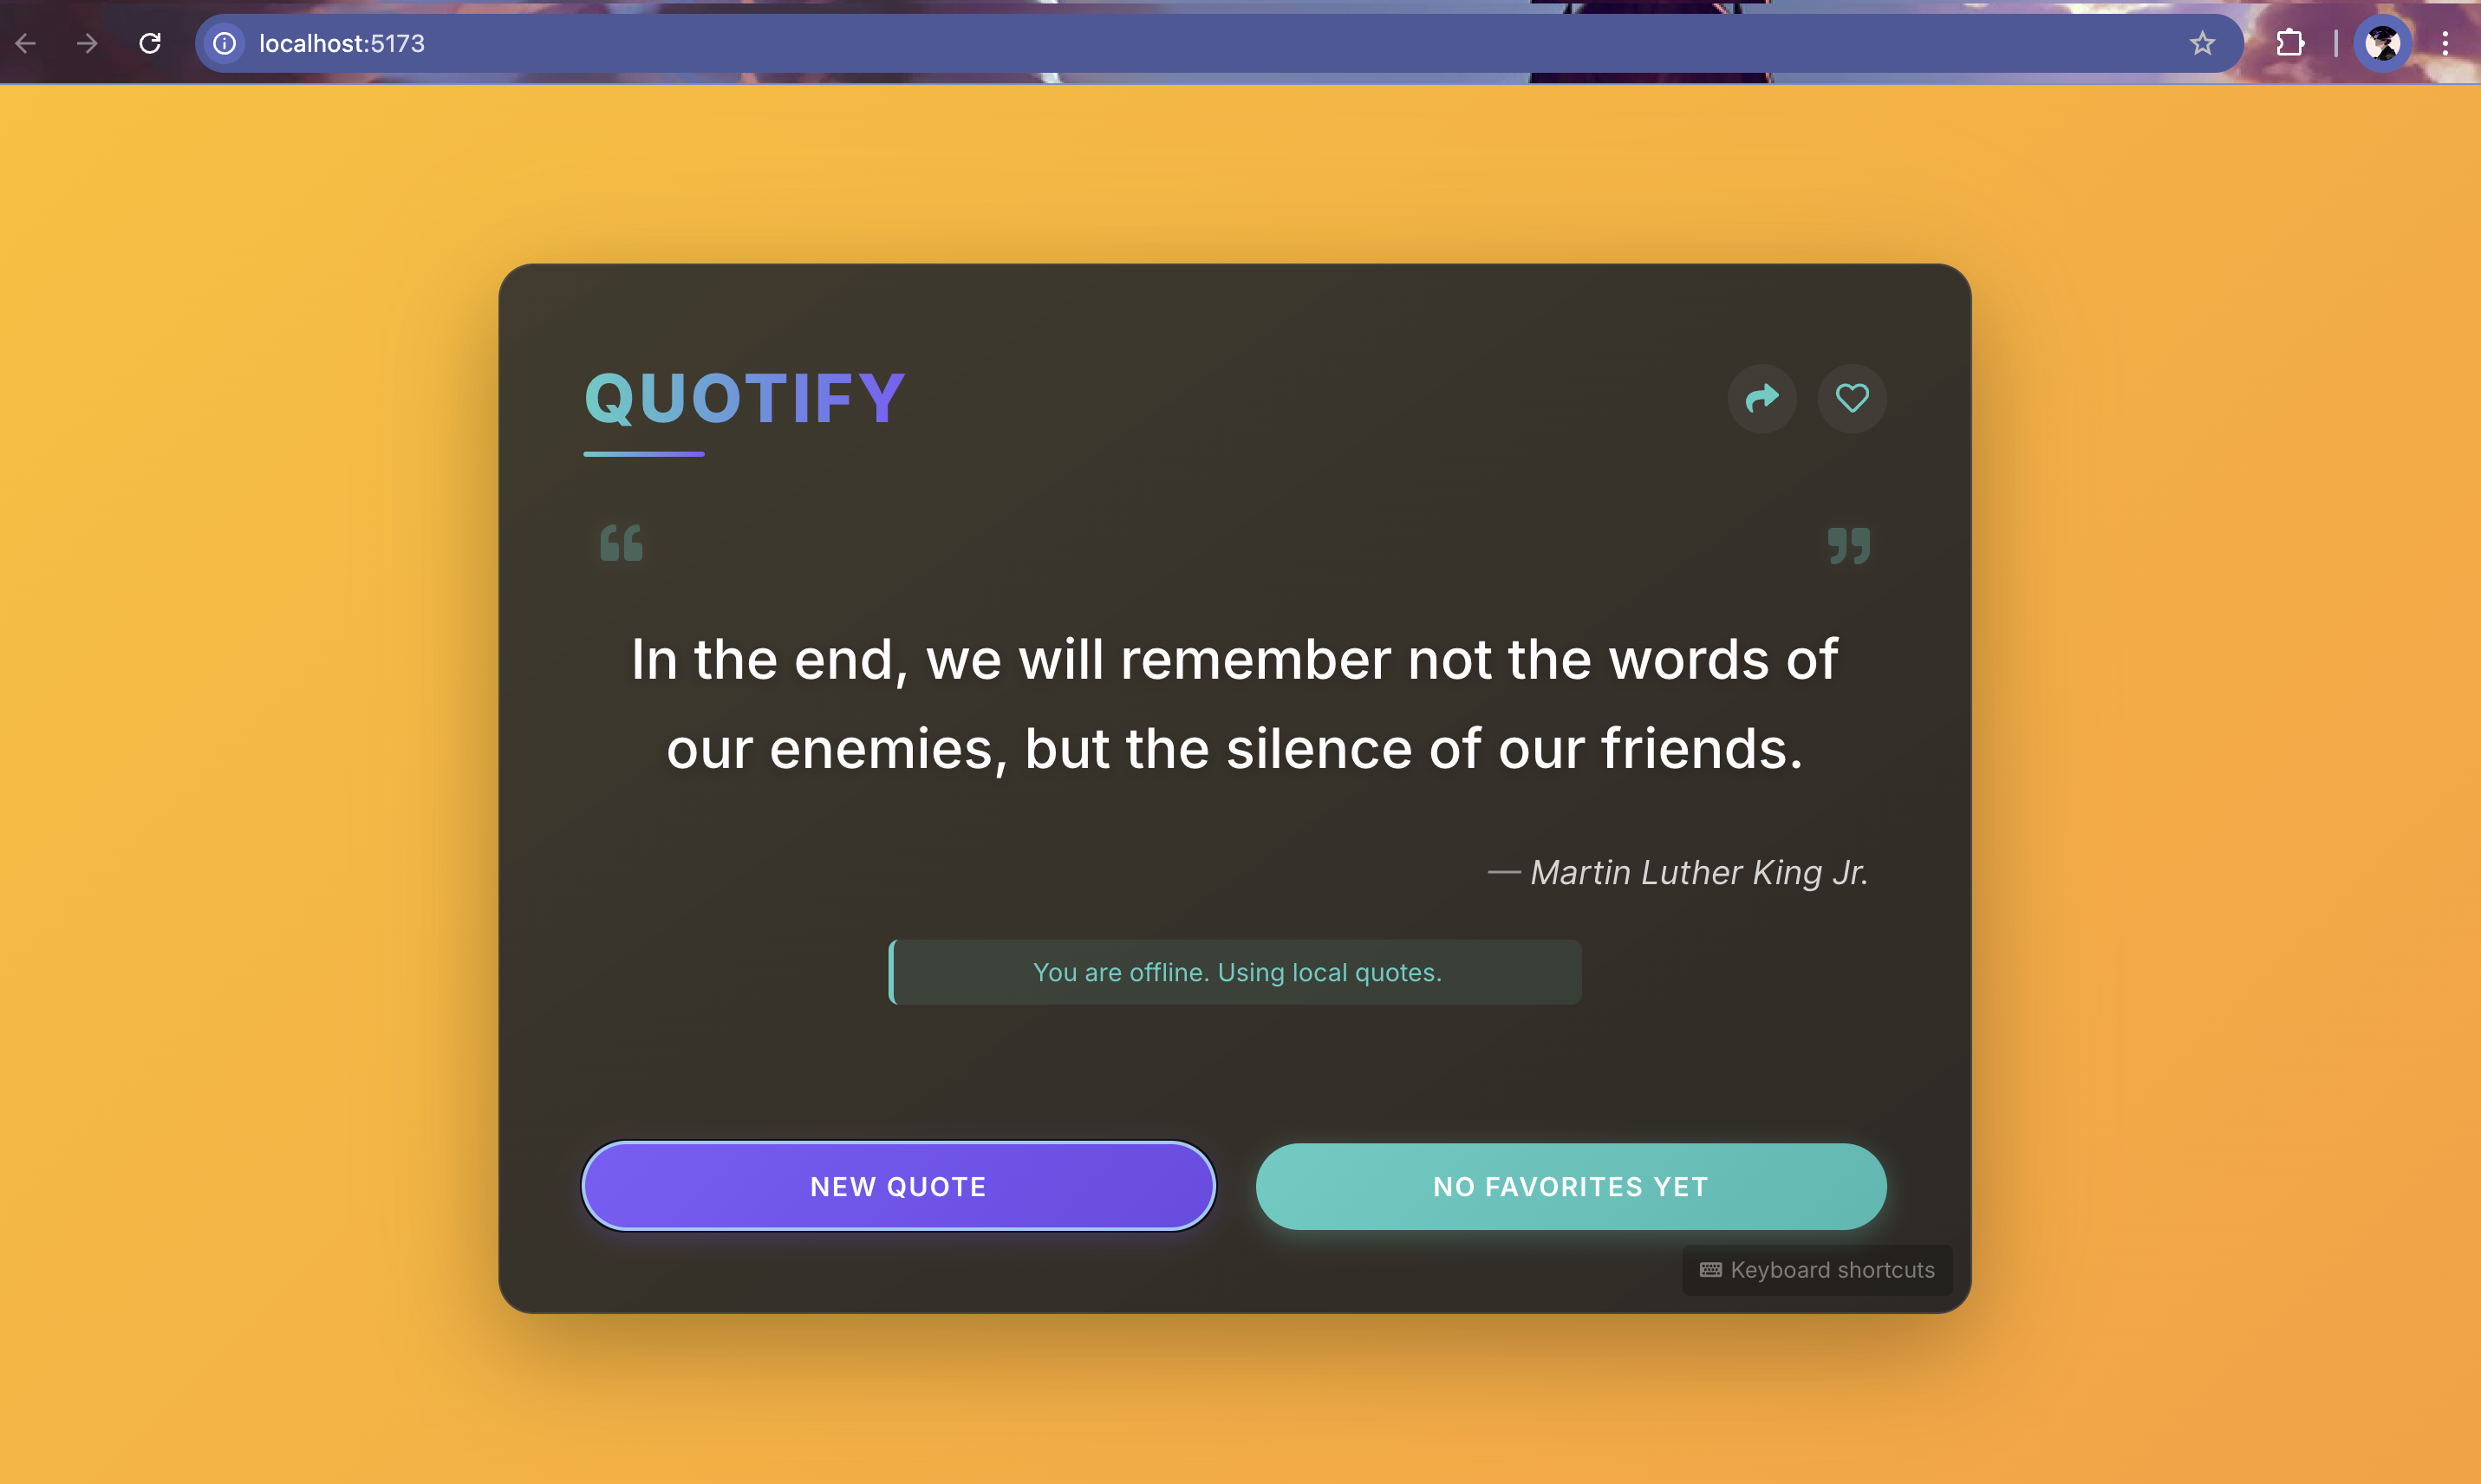 localhost:5173
QUOTIFY
“ ”
In the end, we will remember not the words of
our enemies, but the silence of our friends.
— Martin Luther King Jr.
You are offline. Using local quotes.
NEW QUOTE
NO FAVORITES YET
Keyboard shortcuts